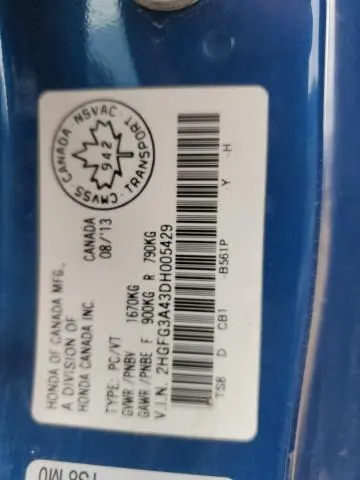 HONDA OF CANADA MFG.,
A DIVISION OF
HONDA CANADA INC.
CANADA
08/'13
CMVSS · CANADA · NSVAC · TRANSPORT
942
TYPE: PC/VT
GVWR /PNBV 1670KG
GAWR /PNBE F 900KG R 790KG
V.I.N. 2HGFG3A43DH005429
TS8 D CB1 -B561P -Y -H